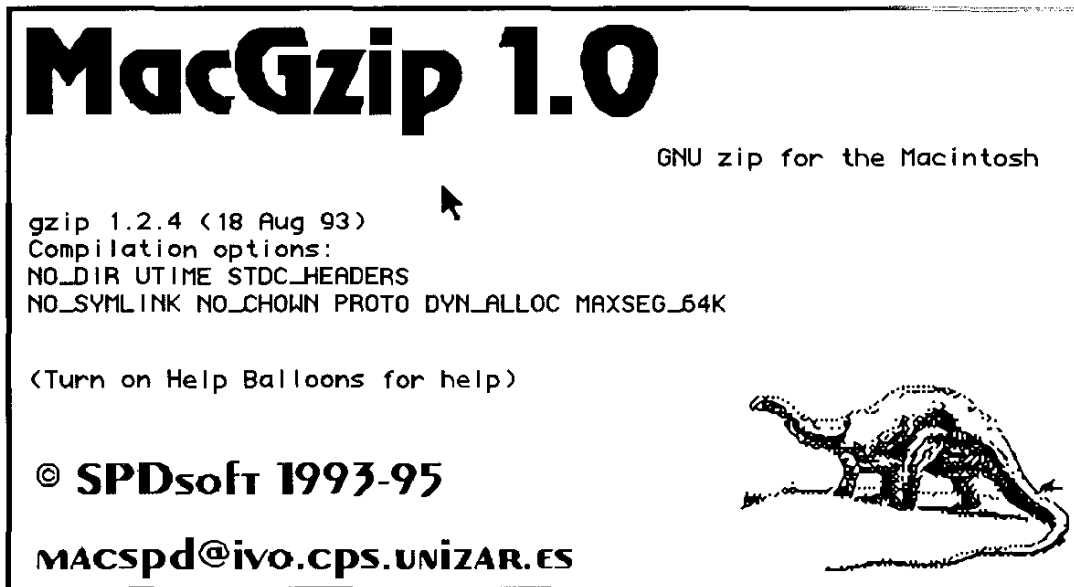 MacGzip 1.0
GNU zip for the Macintosh
gzip 1.2.4 (18 Aug 93)
Compilation options:
NO_DIR UTIME STDC_HEADERS
NO_SYMLINK NO_CHOWN PROTO DYN_ALLOC MAXSEG_64K
(Turn on Help Balloons for help)
© SPDsoft 1993-95
macspd@ivo.cps.unizar.es